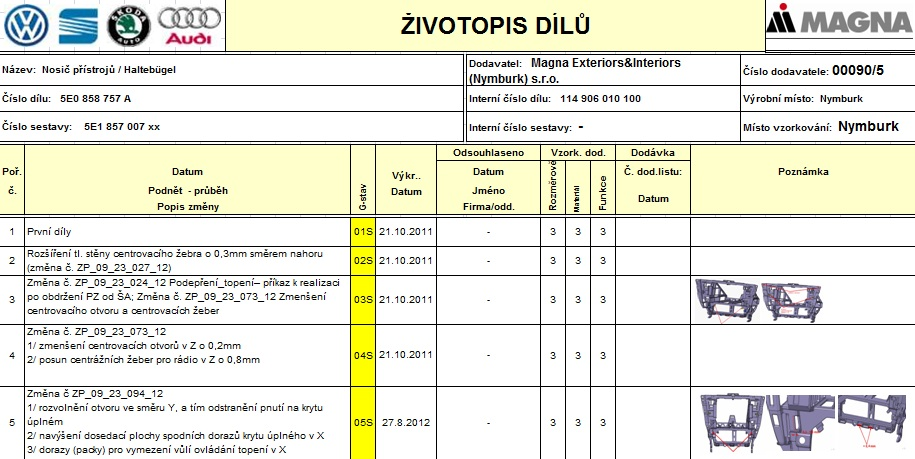 ŠKODA
AUTO
Audi
ŽIVOTOPIS DÍLŮ
MAGNA
Název: Nosič přístrojů / Haltebügel
Dodavatel: Magna Exteriors&Interiors
(Nymburk) s.r.o.
Číslo dodavatele: 00090/5
Číslo dílu: 5E0 858 757 A
Interní číslo dílu: 114 906 010 100
Výrobní místo: Nymburk
Číslo sestavy: 5E1 857 007 xx
Interní číslo sestavy: -
Místo vzorkování: Nymburk
Poř.
č.
Datum
Podnět - průběh
Popis změny
G-stav
Výkr..
Datum
Odsouhlaseno
Datum
Jméno
Firma/odd.
Vzork. dod.
Rozměrově
Materiál
Funkce
Dodávka
Č. dod.listu:
Datum
Poznámka
1 První díly 01S 21.10.2011 - 3 3 3
2 Rozšíření tl. stěny centrovacího žebra o 0,3mm směrem nahoru
(změna č. ZP_09_23_027_12) 02S 21.10.2011 - 3 3 3
3 Změna č. ZP_09_23_024_12 Podepření_topení– příkaz k realizaci
po obdržení PZ od ŠA; Změna č. ZP_09_23_073_12 Zmenšení
centrovacího otvoru a centrovacích žeber 03S 21.10.2011 - 3 3 3
4 Změna č. ZP_09_23_073_12
1/ zmenšení centrovacích otvorů v Z o 0,2mm
2/ posun centrážních žeber pro rádio v Z o 0,8mm 04S 21.10.2011 - 3 3 3
5 Změna č ZP_09_23_094_12
1/ rozvolnění otvoru ve směru Y, a tím odstranění pnutí na krytu
úplném
2/ navýšení dosedací plochy spodních dorazů krytu úplného v X
3/ dorazy (packy) pro vymezení vůlí ovládání topení v X 05S 27.8.2012 - 3 3 3